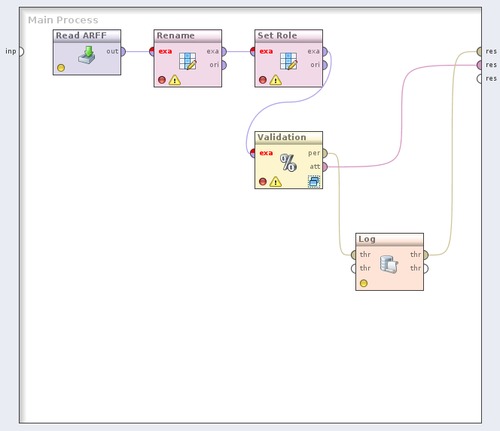 Main Process
Read ARFF
Rename
Set Role
inp
out
exa
exa
exa
exa
res
ori
ori
res
res
Validation
exa
per
att
%
Log
thr
thr
thr
thr